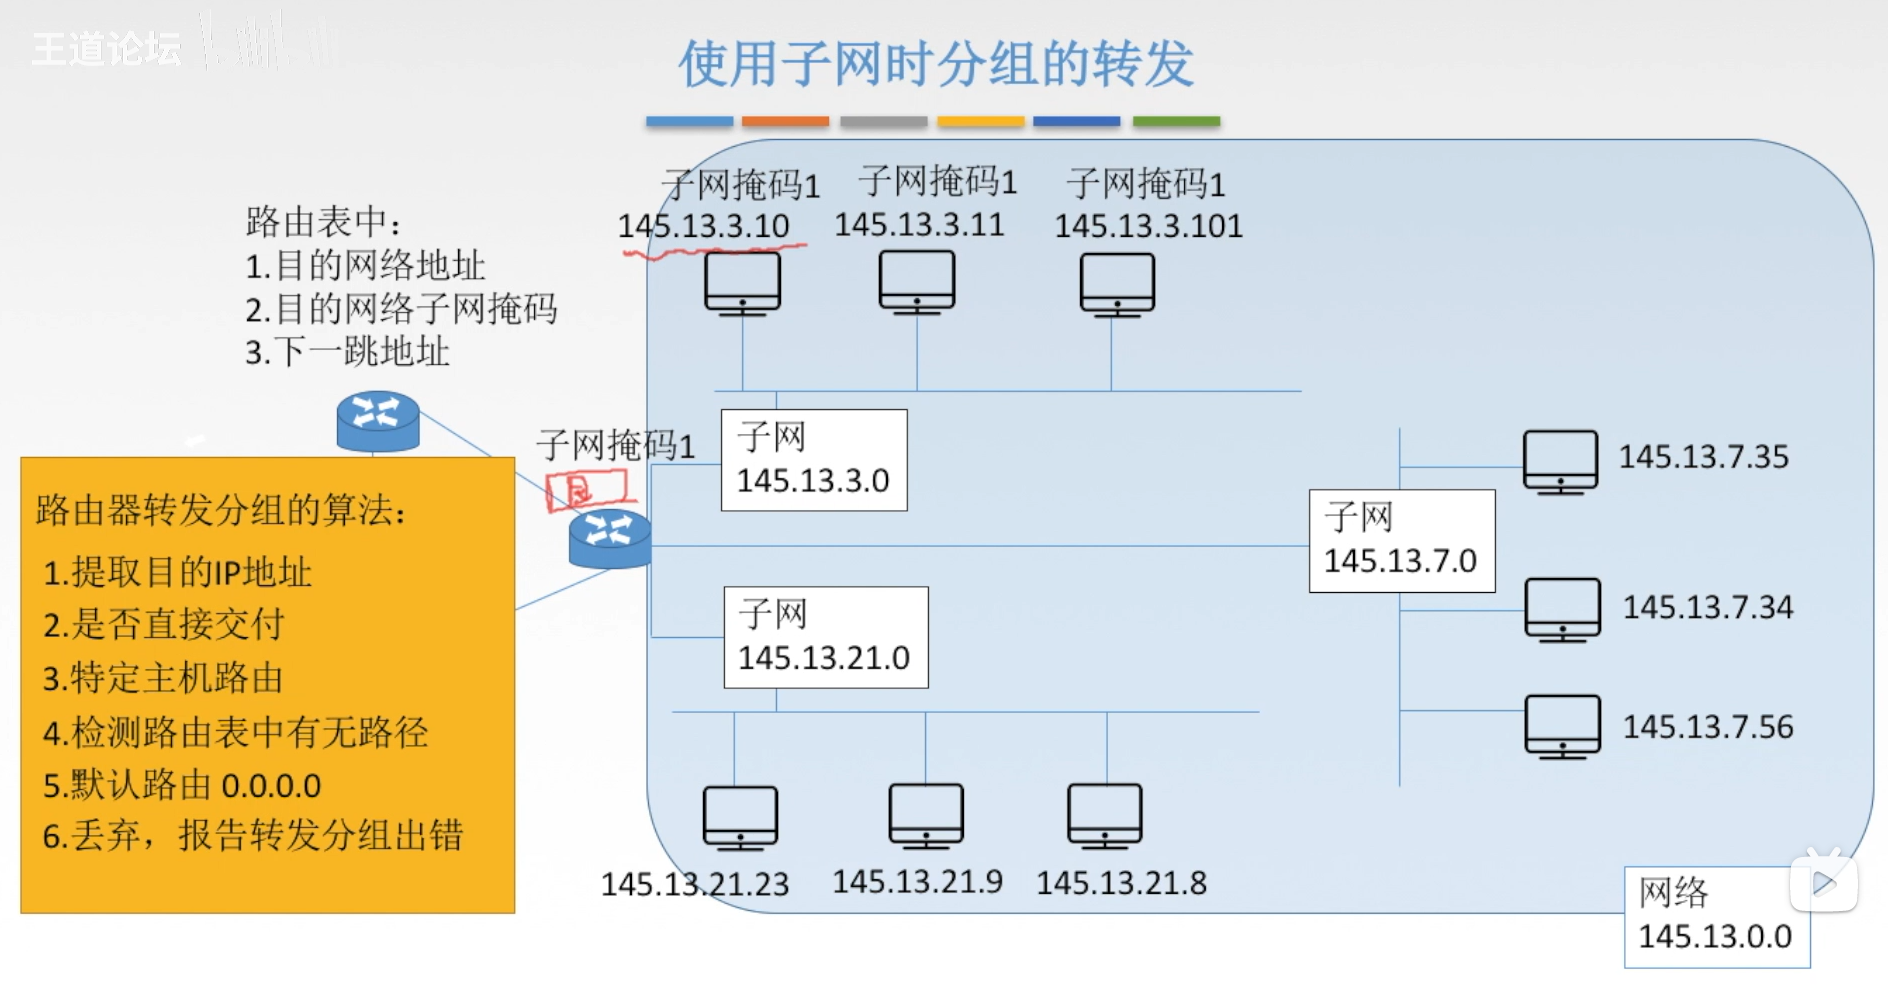 王道论坛
使用子网时分组的转发
路由表中：
1.目的网络地址
2.目的网络子网掩码
3.下一跳地址
子网掩码1
145.13.3.10
子网掩码1
145.13.3.11
子网掩码1
145.13.3.101
子网掩码1
子网
145.13.3.0
子网
145.13.7.0
145.13.7.35
145.13.7.34
145.13.7.56
子网
145.13.21.0
145.13.21.23
145.13.21.9
145.13.21.8
路由器转发分组的算法：
1.提取目的IP地址
2.是否直接交付
3.特定主机路由
4.检测路由表中有无路径
5.默认路由 0.0.0.0
6.丢弃，报告转发分组出错
网络
145.13.0.0